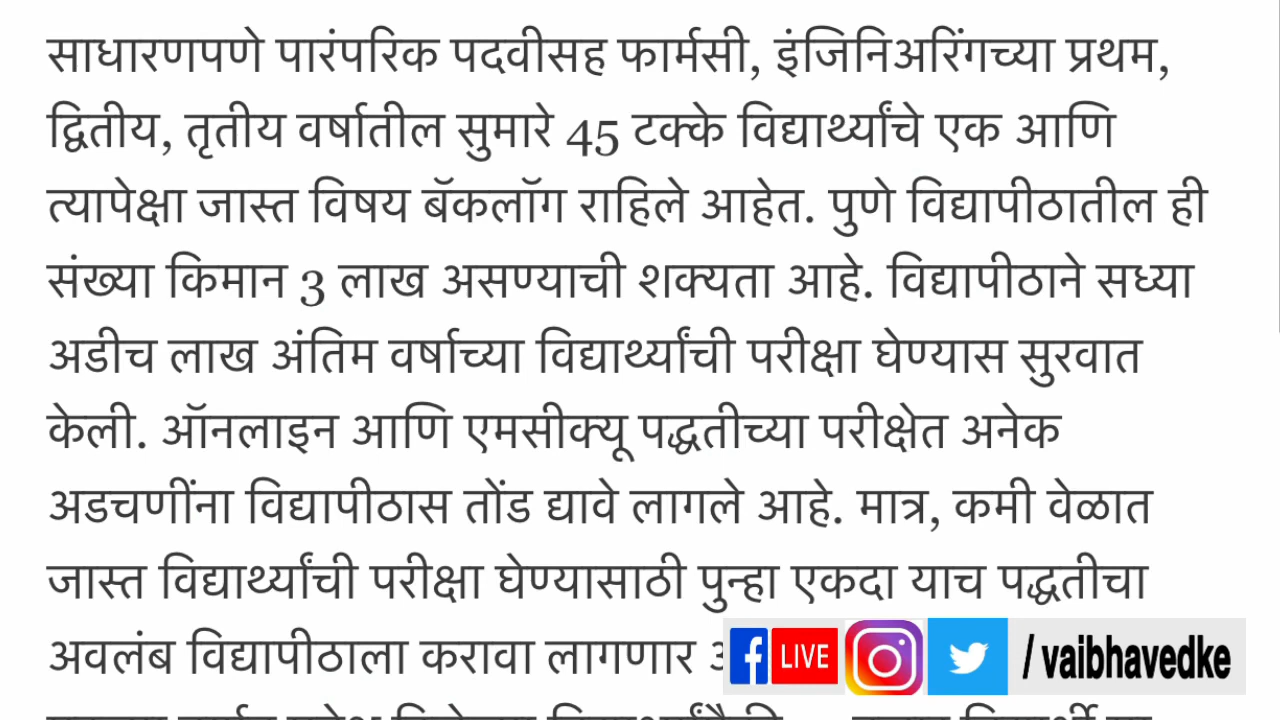 साधारणपणे पारंपरिक पदवीसह फार्मसी, इंजिनिअरिंगच्या प्रथम,
द्वितीय, तृतीय वर्षातील सुमारे 45 टक्के विद्यार्थ्यांचे एक आणि
त्यापेक्षा जास्त विषय बॅकलॉग राहिले आहेत. पुणे विद्यापीठातील ही
संख्या किमान 3 लाख असण्याची शक्यता आहे. विद्यापीठाने सध्या
अडीच लाख अंतिम वर्षाच्या विद्यार्थ्यांची परीक्षा घेण्यास सुरवात
केली. ऑनलाइन आणि एमसीक्यू पद्धतीच्या परीक्षेत अनेक
अडचणींना विद्यापीठास तोंड द्यावे लागले आहे. मात्र, कमी वेळात
जास्त विद्यार्थ्यांची परीक्षा घेण्यासाठी पुन्हा एकदा याच पद्धतीचा
अवलंब विद्यापीठाला करावा लागणार
LIVE / vaibhavedke